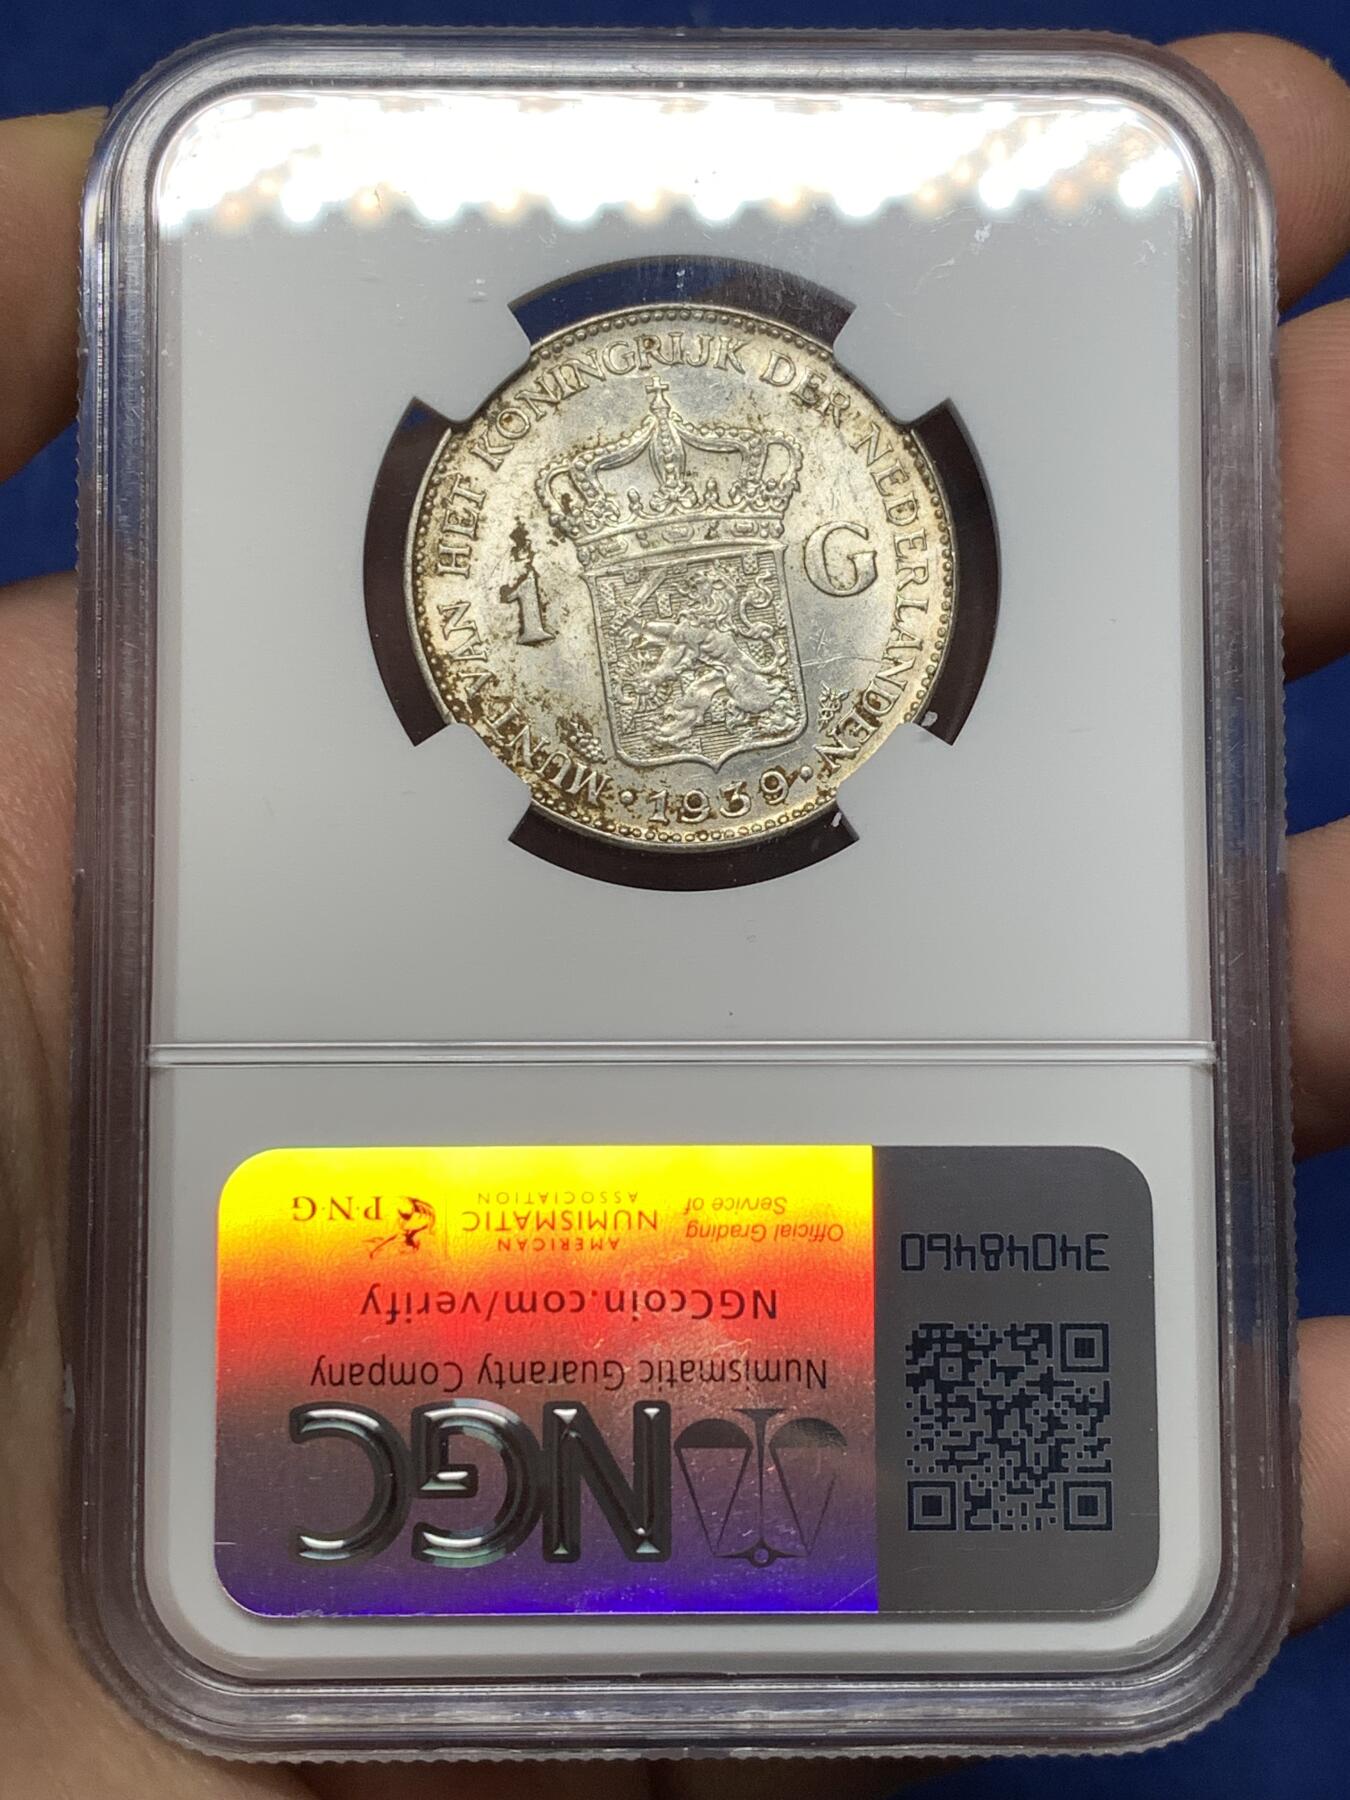 MUNT VAN HET KONINGRIJK DER NEDERLANDEN
1 G
· 1939 ·
NGC
Numismatic Guaranty Company
NGCcoin.com/verify
Official Grading
Service of
AMERICAN
NUMISMATIC
ASSOCIATION
P·N·G
34048460